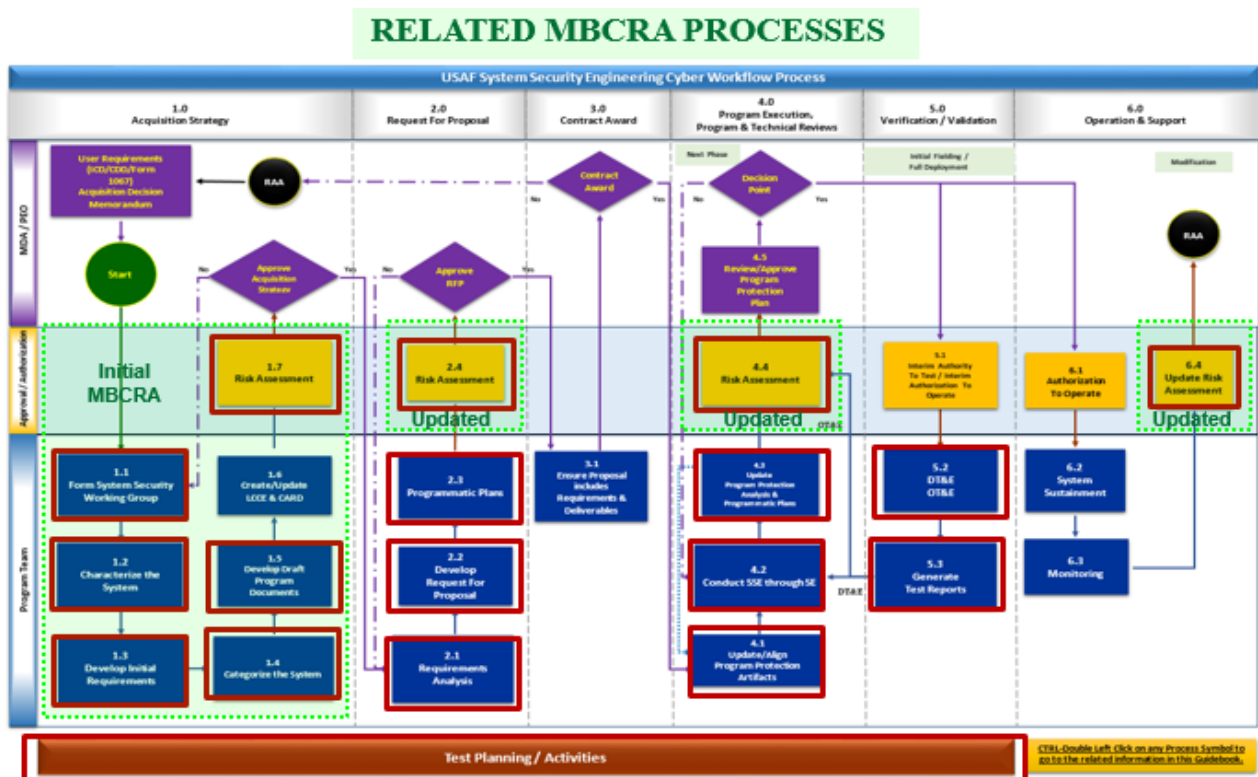 RELATED MBCRA PROCESSES
USAF System Security Engineering Cyber Workflow Process
1.0
Acquisition Strategy
2.0
Request For Proposal
3.0
Contract Award
4.0
Program Execution,
Program & Technical Reviews
5.0
Verification / Validation
6.0
Operation & Support
MDA / PEO
User Requirements
(ICD/CDD/Form
1067)
Acquisition Decision
Memorandum
RAA
Start
No
Approve
Acquisition
Strategy
Yes
No
Approve
RFP
Yes
Contract
Award
No
Yes
Next Phase
Decision
Point
No
Yes
4.5
Review/Approve
Program
Protection
Plan
Initial Fielding /
Full Deployment
Modification
RAA
Approval / Authorization
Initial
MBCRA
1.7
Risk Assessment
2.4
Risk Assessment
Updated
4.4
Risk Assessment
Updated
OT&E
5.1
Interim Authority
To Test / Interim
Authorization To
Operate
6.1
Authorization
To Operate
6.4
Update Risk
Assessment
Updated
Program Team
1.1
Form System Security
Working Group
1.6
Create/Update
LCCE & CARD
2.3
Programmatic Plans
3.1
Ensure Proposal
includes
Requirements &
Deliverables
4.3
Update
Program Protection
Analysis &
Programmatic Plans
5.2
DT&E
OT&E
6.2
System
Sustainment
1.2
Characterize the
System
1.5
Develop Draft
Program
Documents
2.2
Develop
Request For
Proposal
4.2
Conduct SSE through SE
DT&E
5.3
Generate
Test Reports
6.3
Monitoring
1.3
Develop Initial
Requirements
1.4
Categorize the System
2.1
Requirements
Analysis
4.1
Update/Align
Program Protection
Artifacts
Test Planning / Activities
CTRL-Double Left Click on any Process Symbol to
go to the related information in this Guidebook.